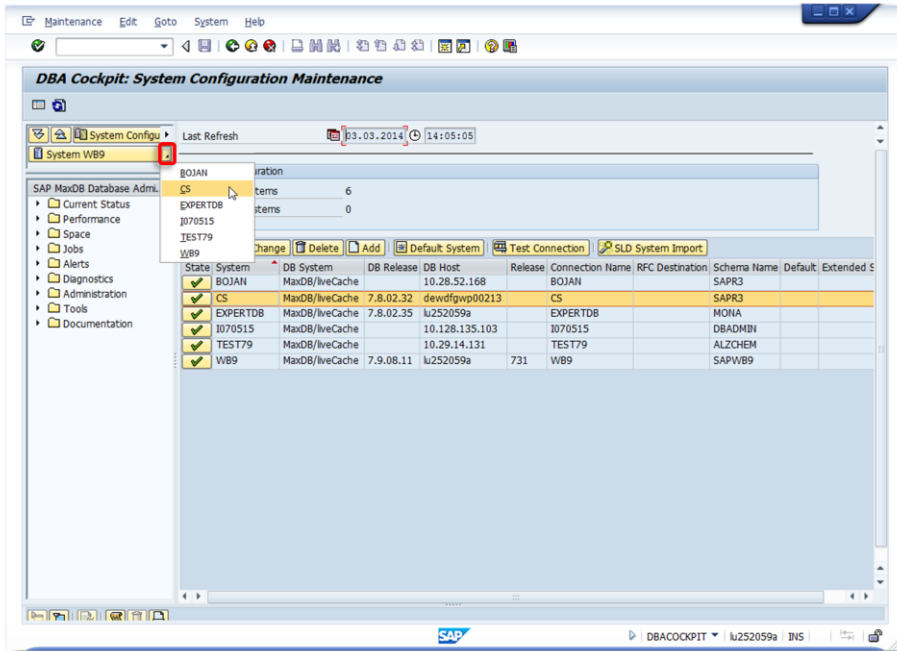 Maintenance Edit Goto System Help
DBA Cockpit: System Configuration Maintenance
System Configu
Last Refresh 03.03.2014 14:05:05
System WB9
BOJAN
CS
EXPERTDB
I070515
TEST79
WB9
uration
stems 6
stems 0
SAP MaxDB Database Admi.
Current Status
Performance
Space
Jobs
Alerts
Diagnostics
Administration
Tools
Documentation
Change Delete Add Default System Test Connection SLD System Import
State System DB System DB Release DB Host Release Connection Name RFC Destination Schema Name Default Extended S
BOJAN MaxDB/liveCache 10.28.52.168 BOJAN SAPR3
CS MaxDB/liveCache 7.8.02.32 dewdfgwp00213 CS SAPR3
EXPERTDB MaxDB/liveCache 7.8.02.35 lu252059a EXPERTDB MONA
I070515 MaxDB/liveCache 10.128.135.103 I070515 DBADMIN
TEST79 MaxDB/liveCache 10.29.14.131 TEST79 ALZCHEM
WB9 MaxDB/liveCache 7.9.08.11 lu252059a 731 WB9 SAPWB9
SAP
DBACOCKPIT lu252059a INS